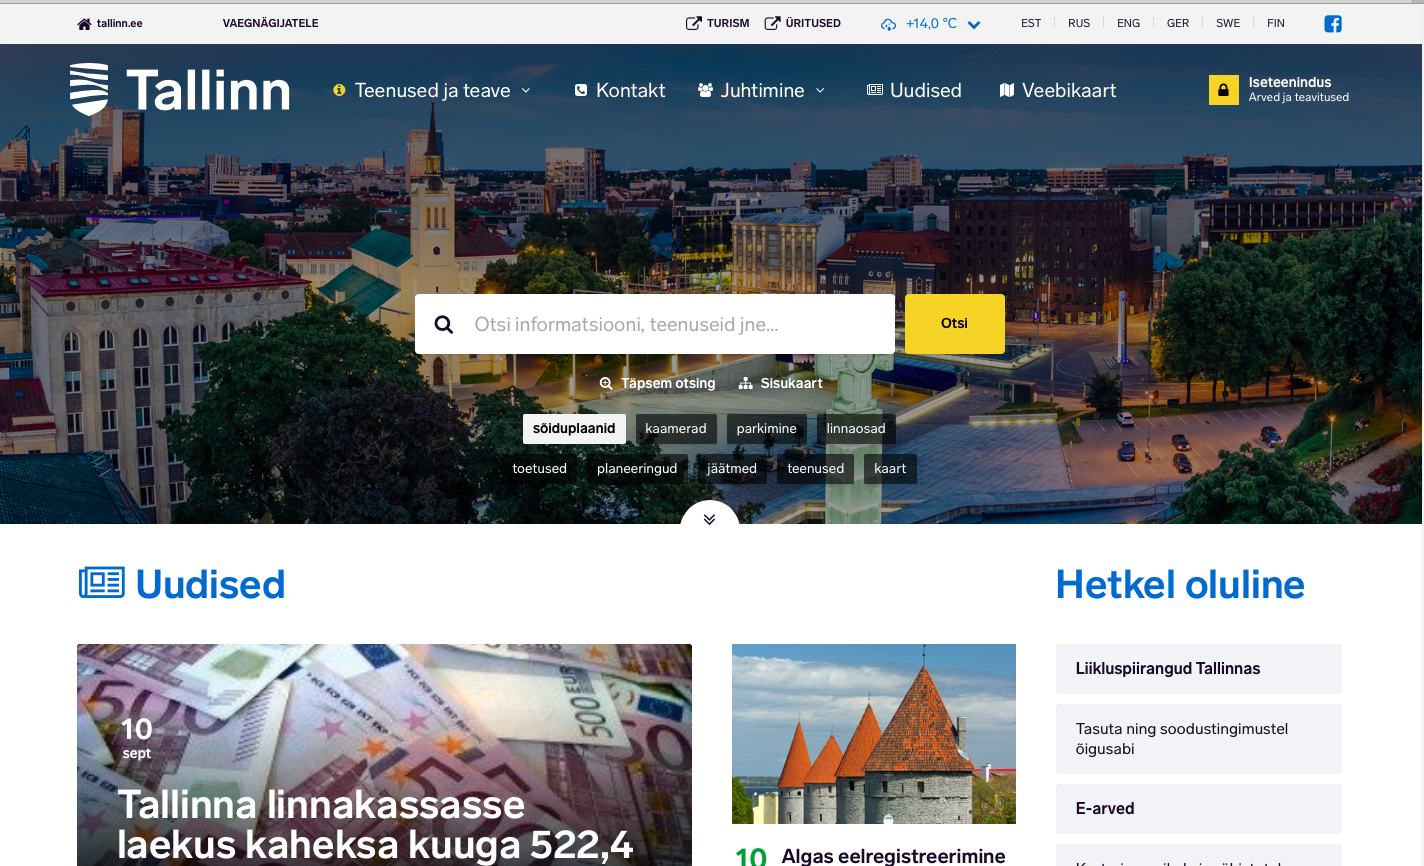 tallinn.ee
VAEGNÄGIJATELE
TURISM
ÜRITUSED
+14,0 °C
EST
RUS
ENG
GER
SWE
FIN
Tallinn
Teenused ja teave
Kontakt
Juhtimine
Uudised
Veebikaart
Iseteenindus
Arved ja teavitused
Otsi informatsiooni, teenuseid jne...
Otsi
Täpsem otsing
Sisukaart
sõiduplaanid
kaamerad
parkimine
linnaosad
toetused
planeeringud
jäätmed
teenused
kaart
Uudised
10
sept
Tallinna linnakassasse
laekus kaheksa kuuga 522,4
10
Algas eelregistreerimine
Hetkel oluline
Liikluspiirangud Tallinnas
Tasuta ning soodustingimustel
õigusabi
E-arved